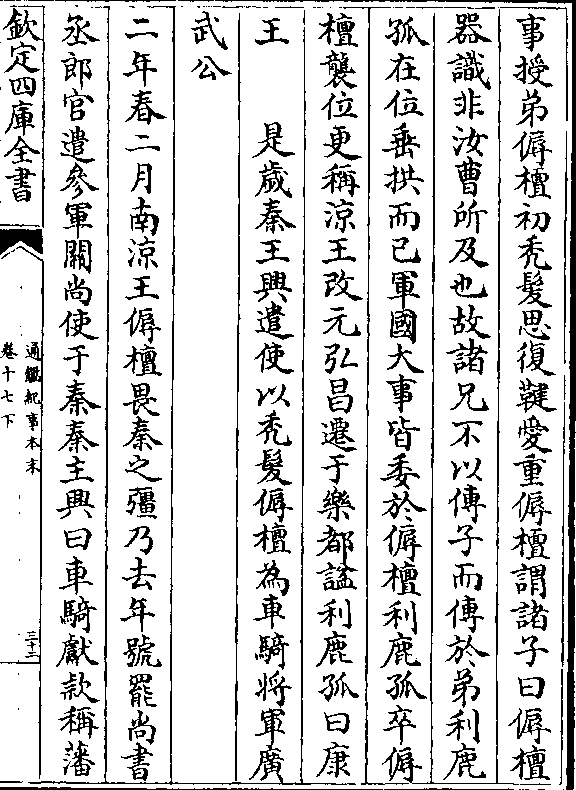 事授弟傉檀初秃髮思復鞬愛重傉檀謂諸子曰傉檀
器識非汝曹所及也故諸兄不以傳子而傳於弟利鹿
孤在位垂拱而已軍國大事皆委於傉檀利鹿孤卒傉
檀襲位更稱涼王改元弘昌遷于樂都諡利鹿孤曰康
王　　是歲秦王興遣使以秃髮傉檀為車騎將軍廣
武公
二年春二月南涼王傉檀畏秦之彊乃去年號罷尚書
丞郎官遣參軍關尚使于秦秦主興曰車騎獻款稱藩
欽定四庫全書
通鑑紀事本末
卷十七下
三十二